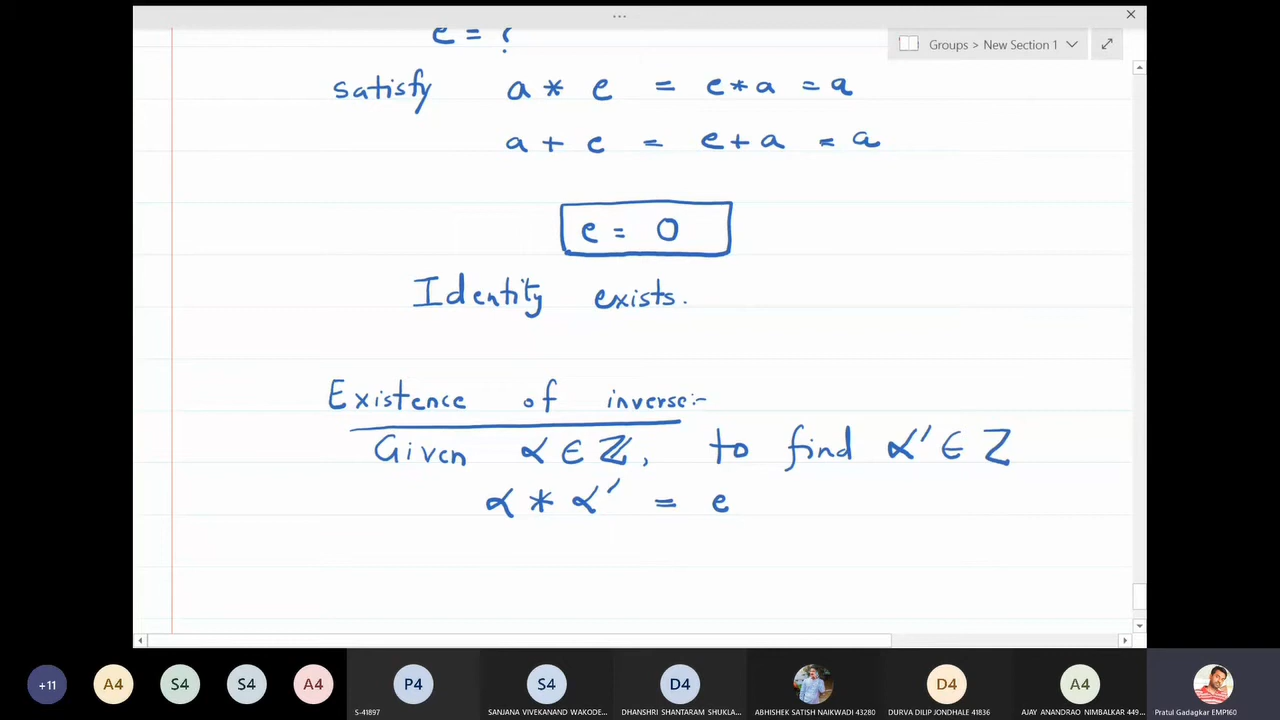 Groups > New Section 1
e = ?
satisfy a * e = e * a = a
a + e = e + a = a
e = 0
Identity exists.
Existence of inverse:-
Given α ∈ ℤ, to find α' ∈ ℤ
α * α' = e
+11 A4 S4 S4 A4 P4 S4 D4 D4 A4
S-41897 SANJANA VIVEKANAND WAKODE... DHANSHRI SHANTARAM SHUKLA... ABHISHEK SATISH NAIKWADI 43280 DURVA DILIP JONDHALE 41836 AJAY ANANDRAO NIMBALKAR 449... Pratul Gadagkar EMP160